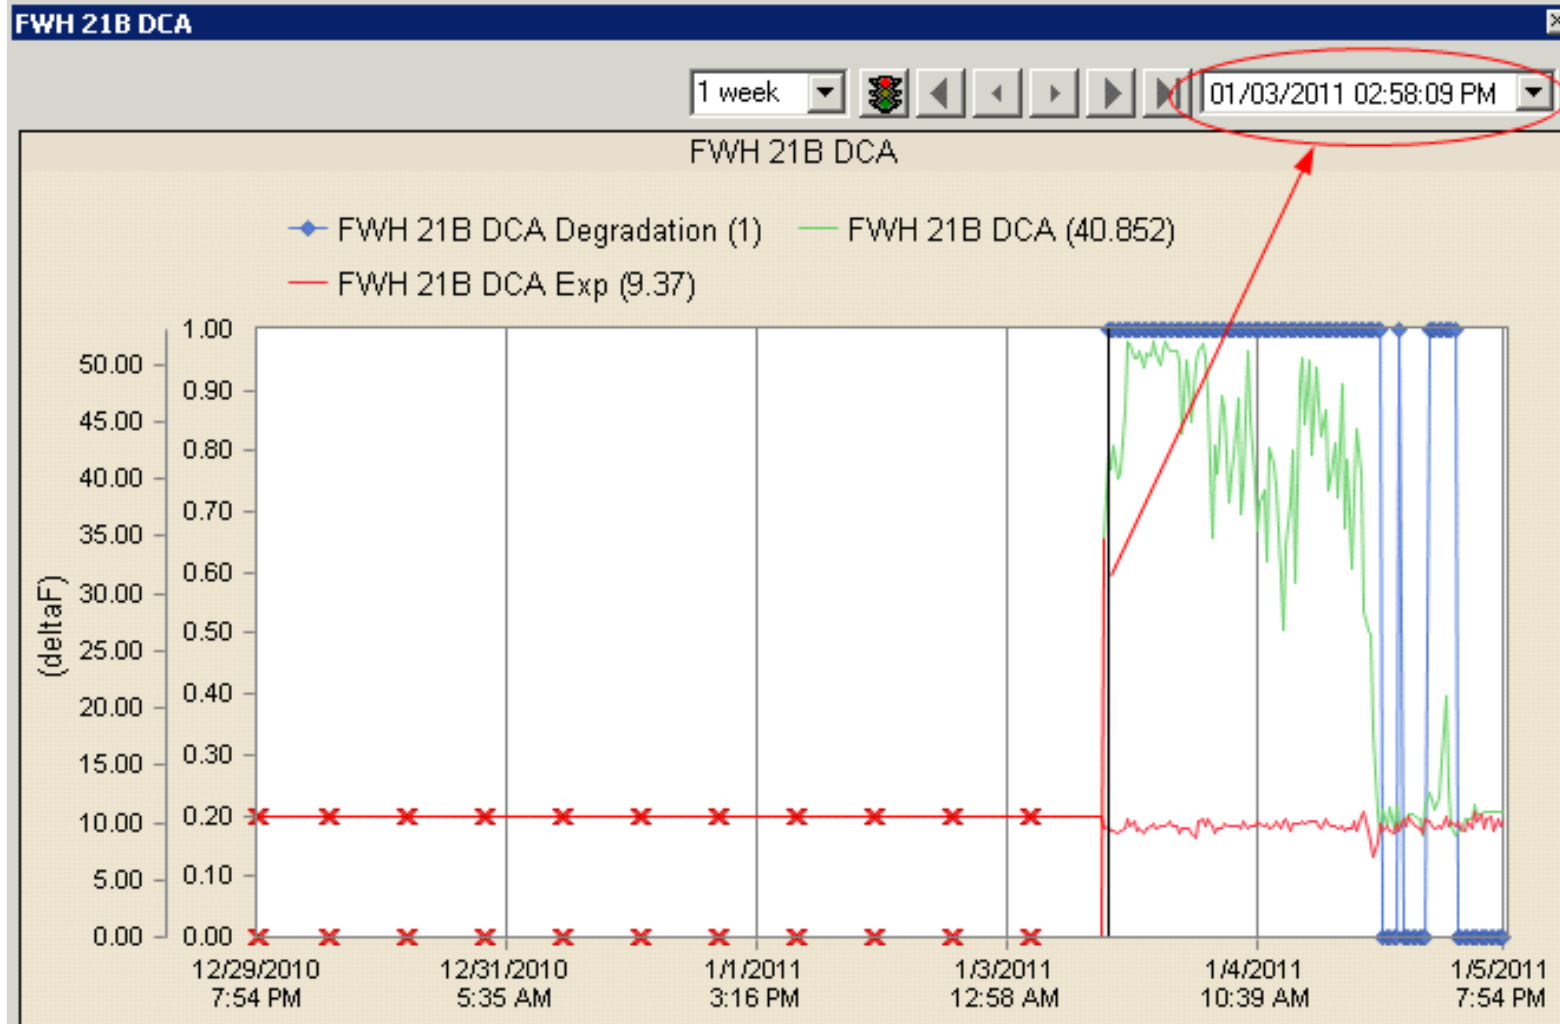 FWH 21B DCA
1 week
01/03/2011 02:58:09 PM
FWH 21B DCA
FWH 21B DCA Degradation (1)
FWH 21B DCA (40.852)
FWH 21B DCA Exp (9.37)
(deltaF)
50.00
45.00
40.00
35.00
30.00
25.00
20.00
15.00
10.00
5.00
0.00
1.00
0.90
0.80
0.70
0.60
0.50
0.40
0.30
0.20
0.10
0.00
12/29/2010
7:54 PM
12/31/2010
5:35 AM
1/1/2011
3:16 PM
1/3/2011
12:58 AM
1/4/2011
10:39 AM
1/5/2011
7:54 PM